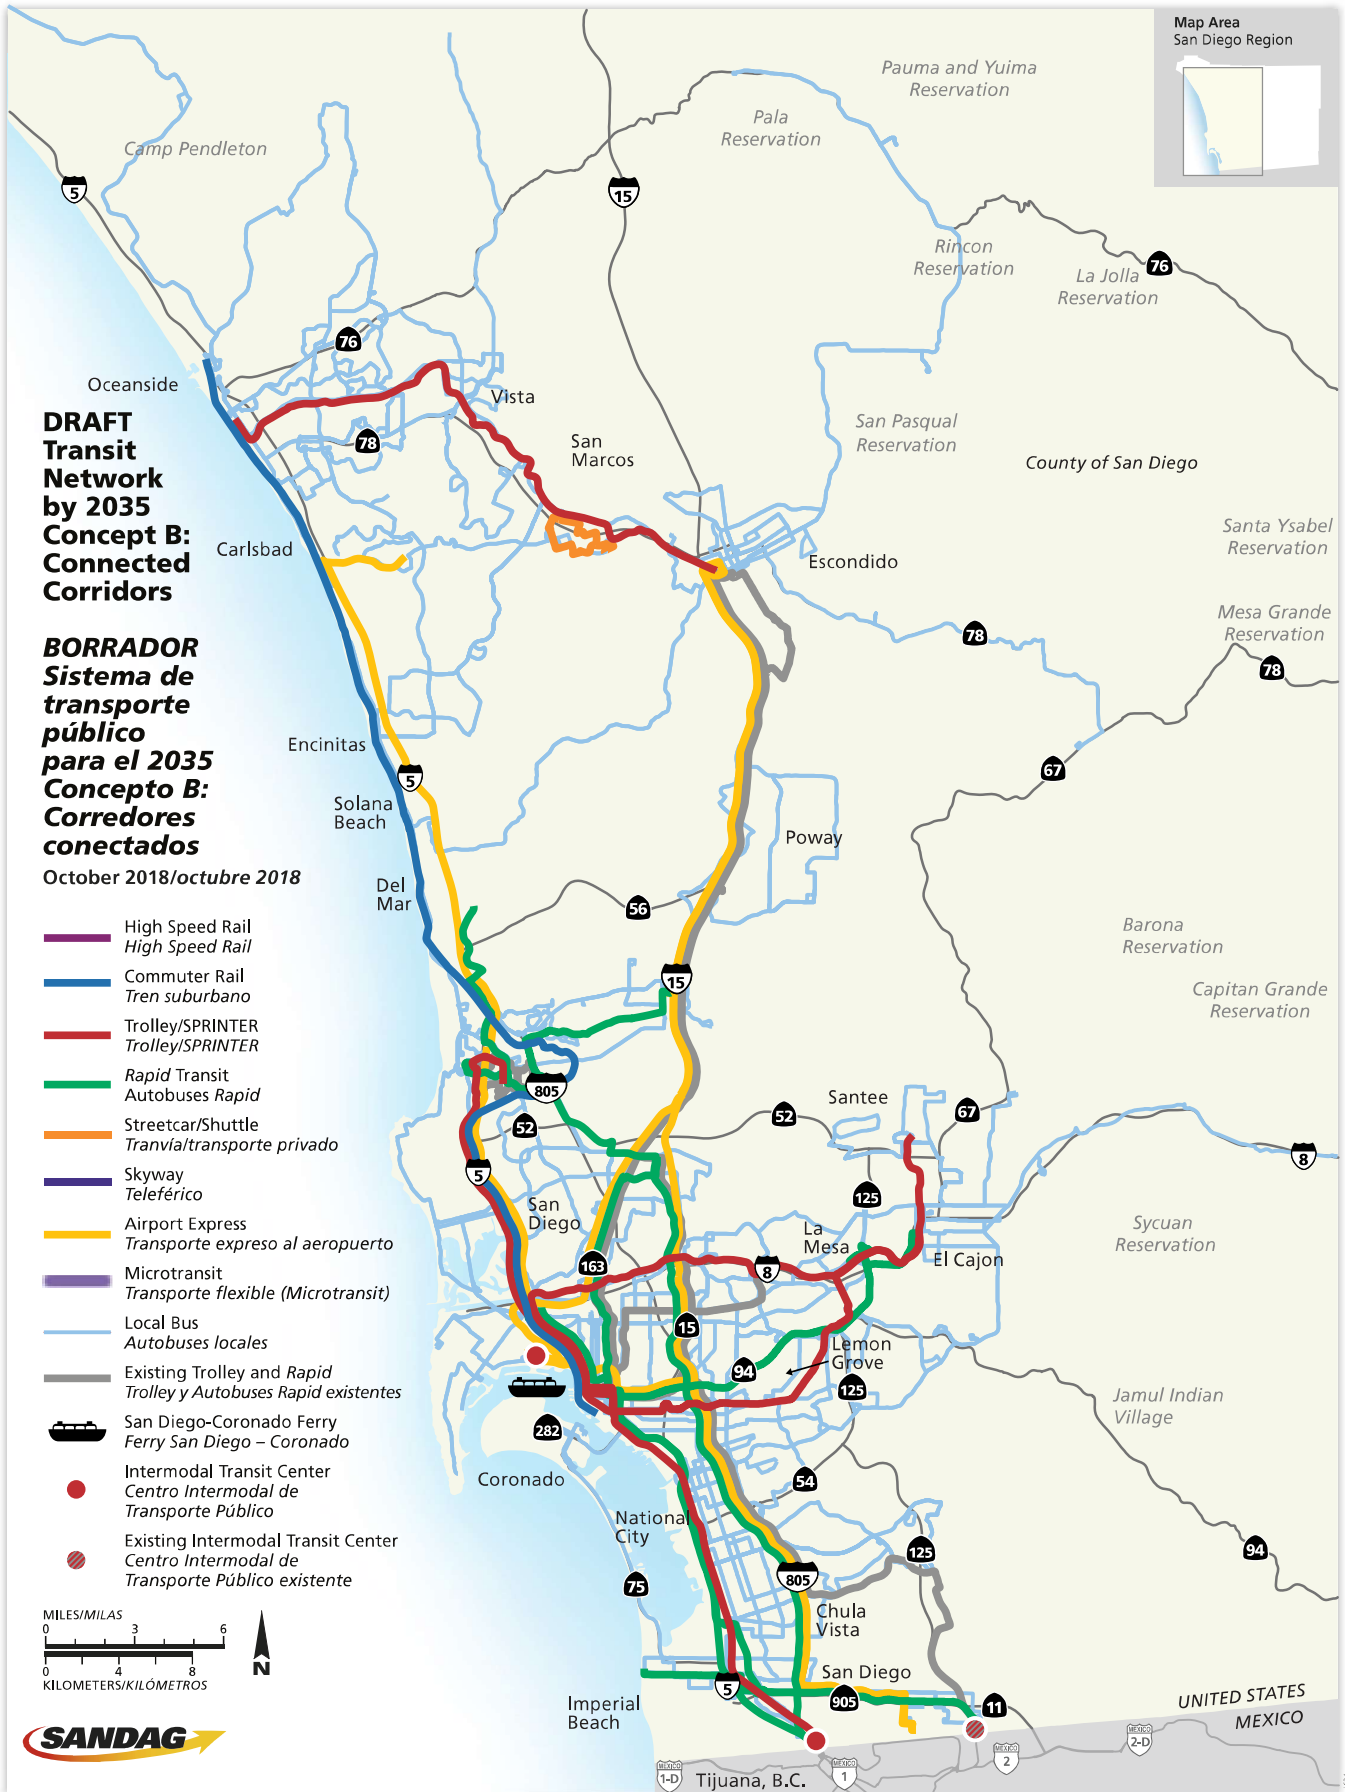 Map Area
San Diego Region
Pauma and Yuima
Reservation
Pala
Reservation
Camp Pendleton
5
15
Rincon
Reservation
La Jolla
Reservation
76
76
Oceanside
Vista
San
Marcos
78
San Pasqual
Reservation
County of San Diego
DRAFT
Transit
Network
by 2035
Concept B:
Connected
Corridors
Carlsbad
Escondido
Santa Ysabel
Reservation
Mesa Grande
Reservation
78
78
BORRADOR
Sistema de
transporte
público
para el 2035
Concepto B:
Corredores
conectados
October 2018/octubre 2018
Encinitas
5
67
Solana
Beach
Poway
Del
Mar
56
Barona
Reservation
15
Capitan Grande
Reservation
High Speed Rail
High Speed Rail
Commuter Rail
Tren suburbano
Trolley/SPRINTER
Trolley/SPRINTER
Rapid Transit
Autobuses Rapid
Streetcar/Shuttle
Tranvía/transporte privado
Skyway
Teleférico
Airport Express
Transporte expreso al aeropuerto
Microtransit
Transporte flexible (Microtransit)
Local Bus
Autobuses locales
Existing Trolley and Rapid
Trolley y Autobuses Rapid existentes
San Diego-Coronado Ferry
Ferry San Diego – Coronado
Intermodal Transit Center
Centro Intermodal de
Transporte Público
Existing Intermodal Transit Center
Centro Intermodal de
Transporte Público existente
805
52
52
Santee
67
8
5
125
San
Diego
La
Mesa
Sycuan
Reservation
163
8
El Cajon
15
Lemon
Grove
94
125
Jamul Indian
Village
282
Coronado
54
National
City
125
94
75
805
Chula
Vista
San Diego
5
905
11
Imperial
Beach
UNITED STATES
MEXICO
MILES/MILAS
0 3 6
0 4 8
KILOMETERS/KILÓMETROS
N
SANDAG
Tijuana, B.C.
MEXICO
1-D
MEXICO
1
MEXICO
2
MEXICO
2-D